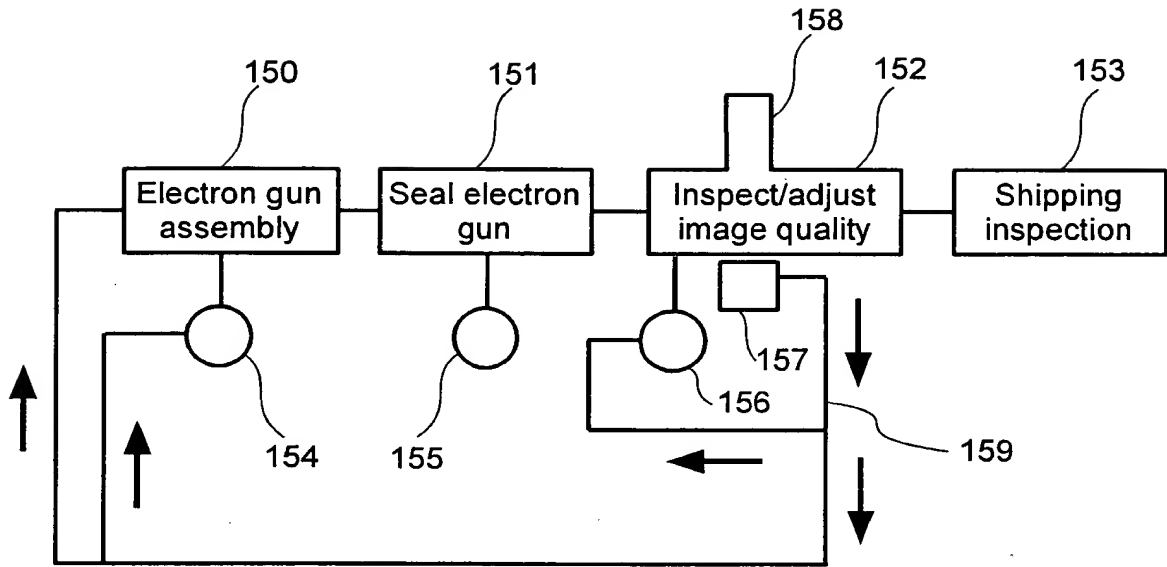 158
150
151
152
153
Electron gun
assembly
Seal electron
gun
Inspect/adjust
image quality
Shipping
inspection
157
156
154
155
159